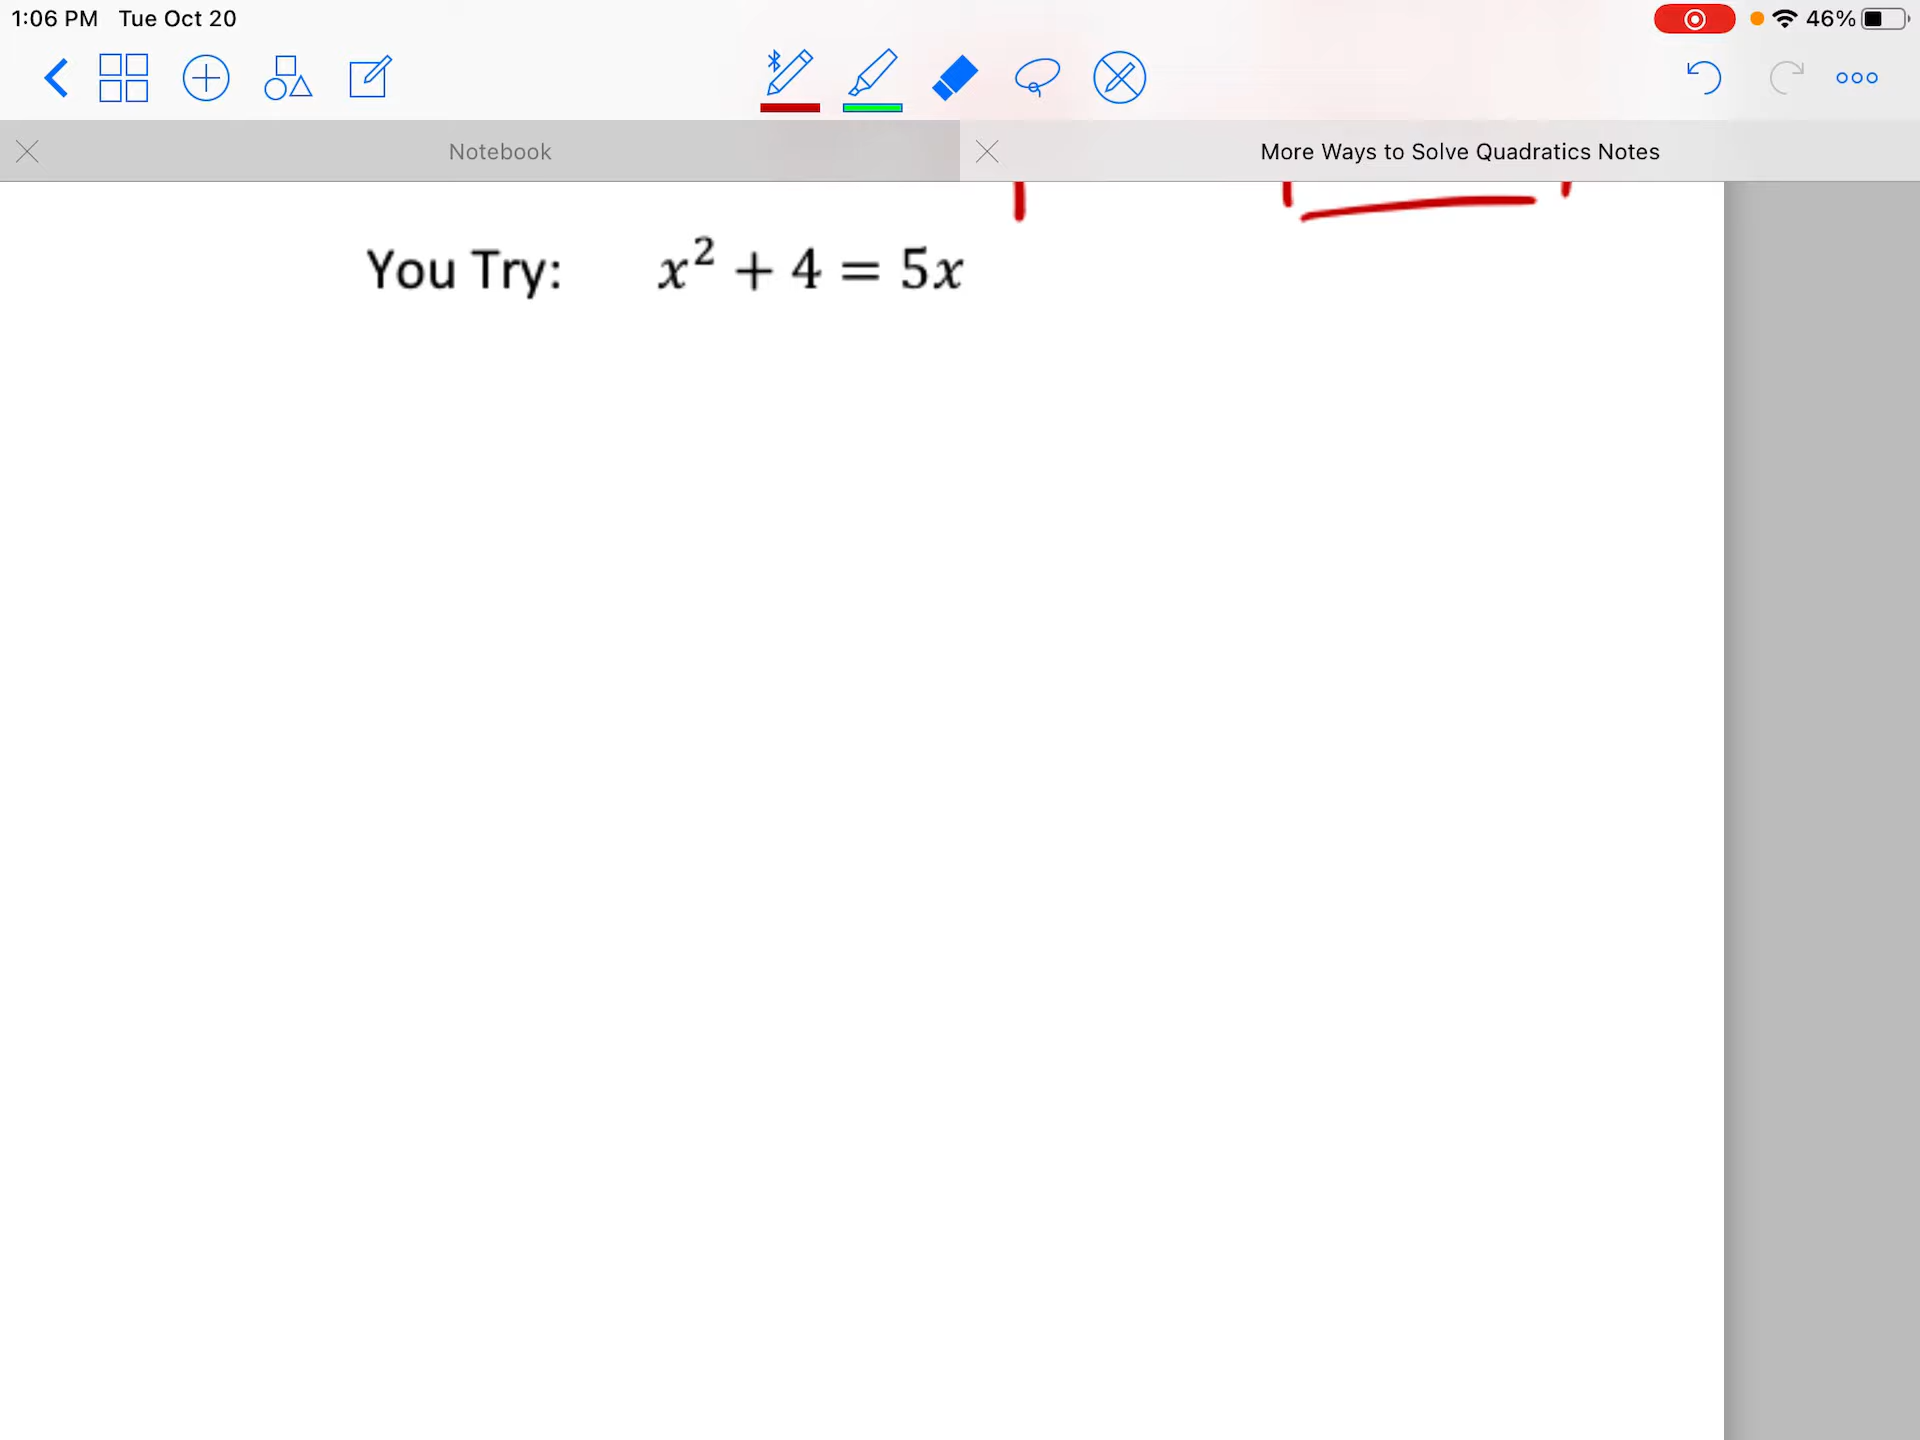 1:06 PM Tue Oct 20 46%
Notebook More Ways to Solve Quadratics Notes
You Try: x² + 4 = 5x